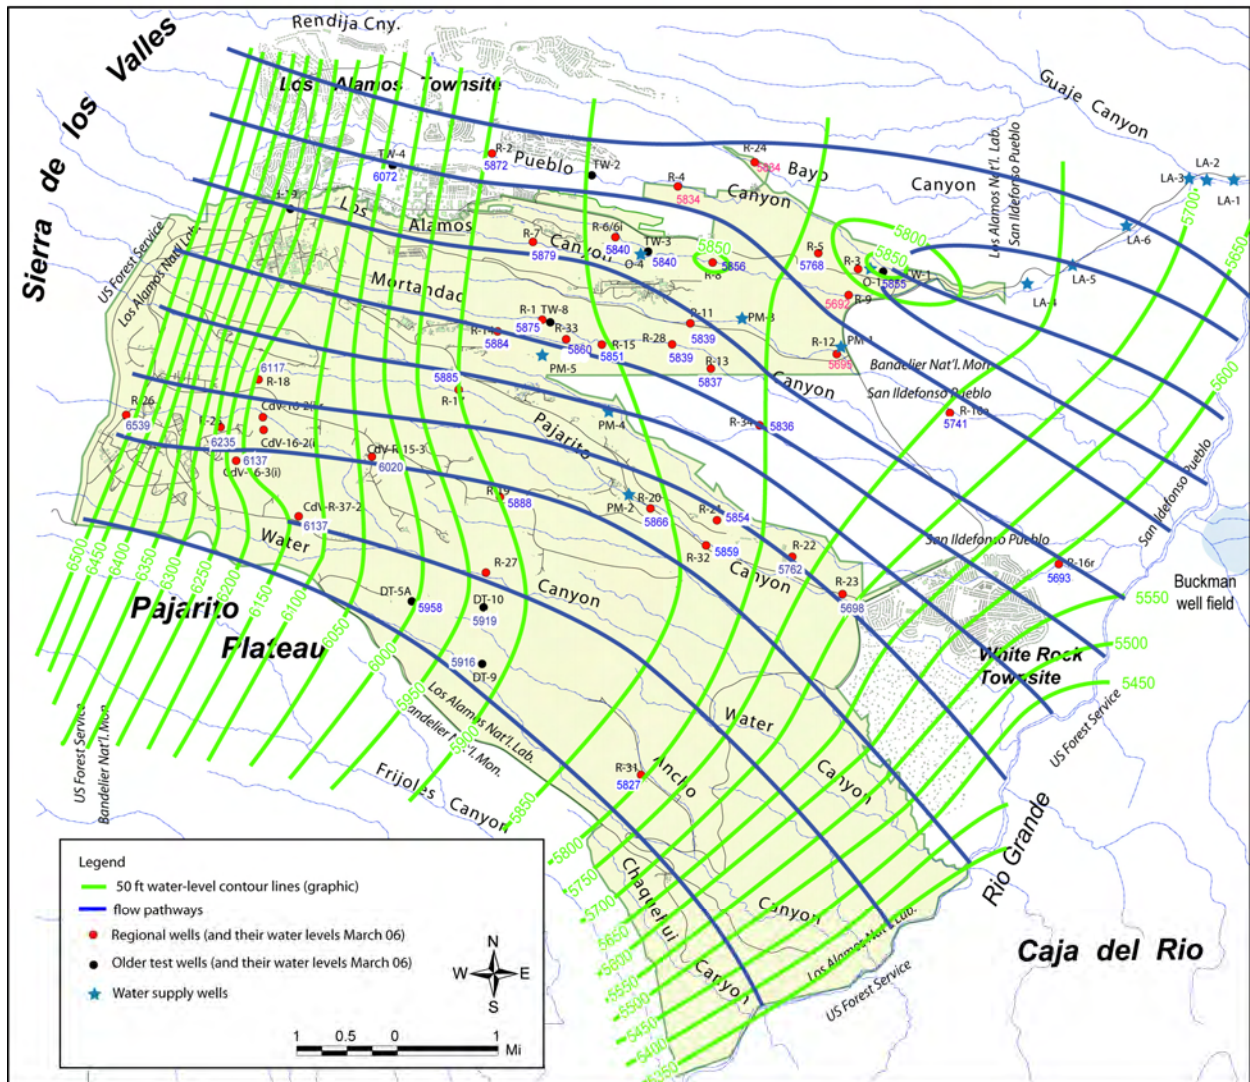 Rendija Cny.
Sierra de los Valles
Los Alamos Townsite
Guaje Canyon
Los Alamos Nat'l. Lab.
San Ildefonso Pueblo
R-2
5872
Pueblo
TW-4
6072
TW-2
R-24
5834
Bayo
Canyon
R-4
5834
Canyon
LA-2
LA-3
LA-1
5700
5650
LA-6
LA-5
LA-4
US Forest Service
Los Alamos Nat'l. Lab.
Los
Alamos
Canyon
R-7
5879
R-6/6i
5840
TW-3
5840
O-4
5850
5856
R-8
R-5
5768
5800
5850
R-3
O-1
TW-1
5855
5692
R-9
Mortandad
R-1
TW-8
5875
R-14
5884
R-33
5860
R-15
5851
PM-5
R-11
5839
R-28
5839
R-13
5837
PM-3
R-12
PM-1
5695
Bandelier Nat'l. Mon.
San Ildefonso Pueblo
5600
Canyon
6117
R-18
5885
R-17
R-26
6539
6235
CdV-16-2(i)
6137
CdV-16-3(i)
CdV-R-15-3
6020
PM-4
Pajarito
R-34
5836
R-16a
5741
San Ildefonso Pueblo
CdV-R-37-2
6137
Water
R-19
5888
PM-2
R-20
5866
5854
R-32
5859
R-22
5762
Canyon
R-23
5698
San Ildefonso Pueblo
R-16r
5693
Buckman
well field
5550
5500
5450
6500
6450
6400
6350
6300
6250
6200
6150
6100
6050
6000
5950
5900
5850
5800
5750
5700
5650
5600
5550
5500
5450
5400
5350
Pajarito
Plateau
R-27
DT-5A
5958
DT-10
5919
5916
DT-9
Canyon
White Rock
Townsite
US Forest Service
Bandelier Nat'l. Mon.
Los Alamos Nat'l. Lab.
Bandelier Nat'l. Mon.
Frijoles Canyon
R-31
5827
Ancho
Water
Canyon
Canyon
US Forest Service
Rio Grande
Chaquehui
Canyon
Los Alamos Nat'l. Lab.
US Forest Service
Caja del Rio
Legend
50 ft water-level contour lines (graphic)
flow pathways
Regional wells (and their water levels March 06)
Older test wells (and their water levels March 06)
Water supply wells
N
W
E
S
1 0.5 0 1
Mi